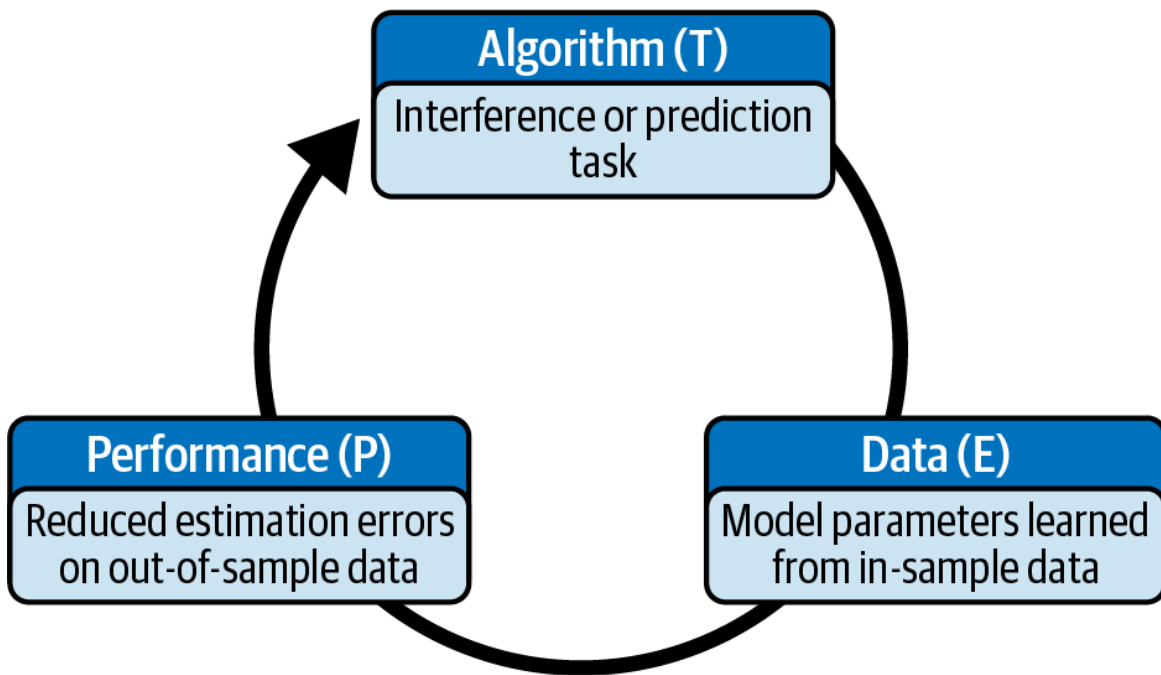 Algorithm (T)
Interference or prediction
task
Performance (P)
Reduced estimation errors
on out-of-sample data
Data (E)
Model parameters learned
from in-sample data